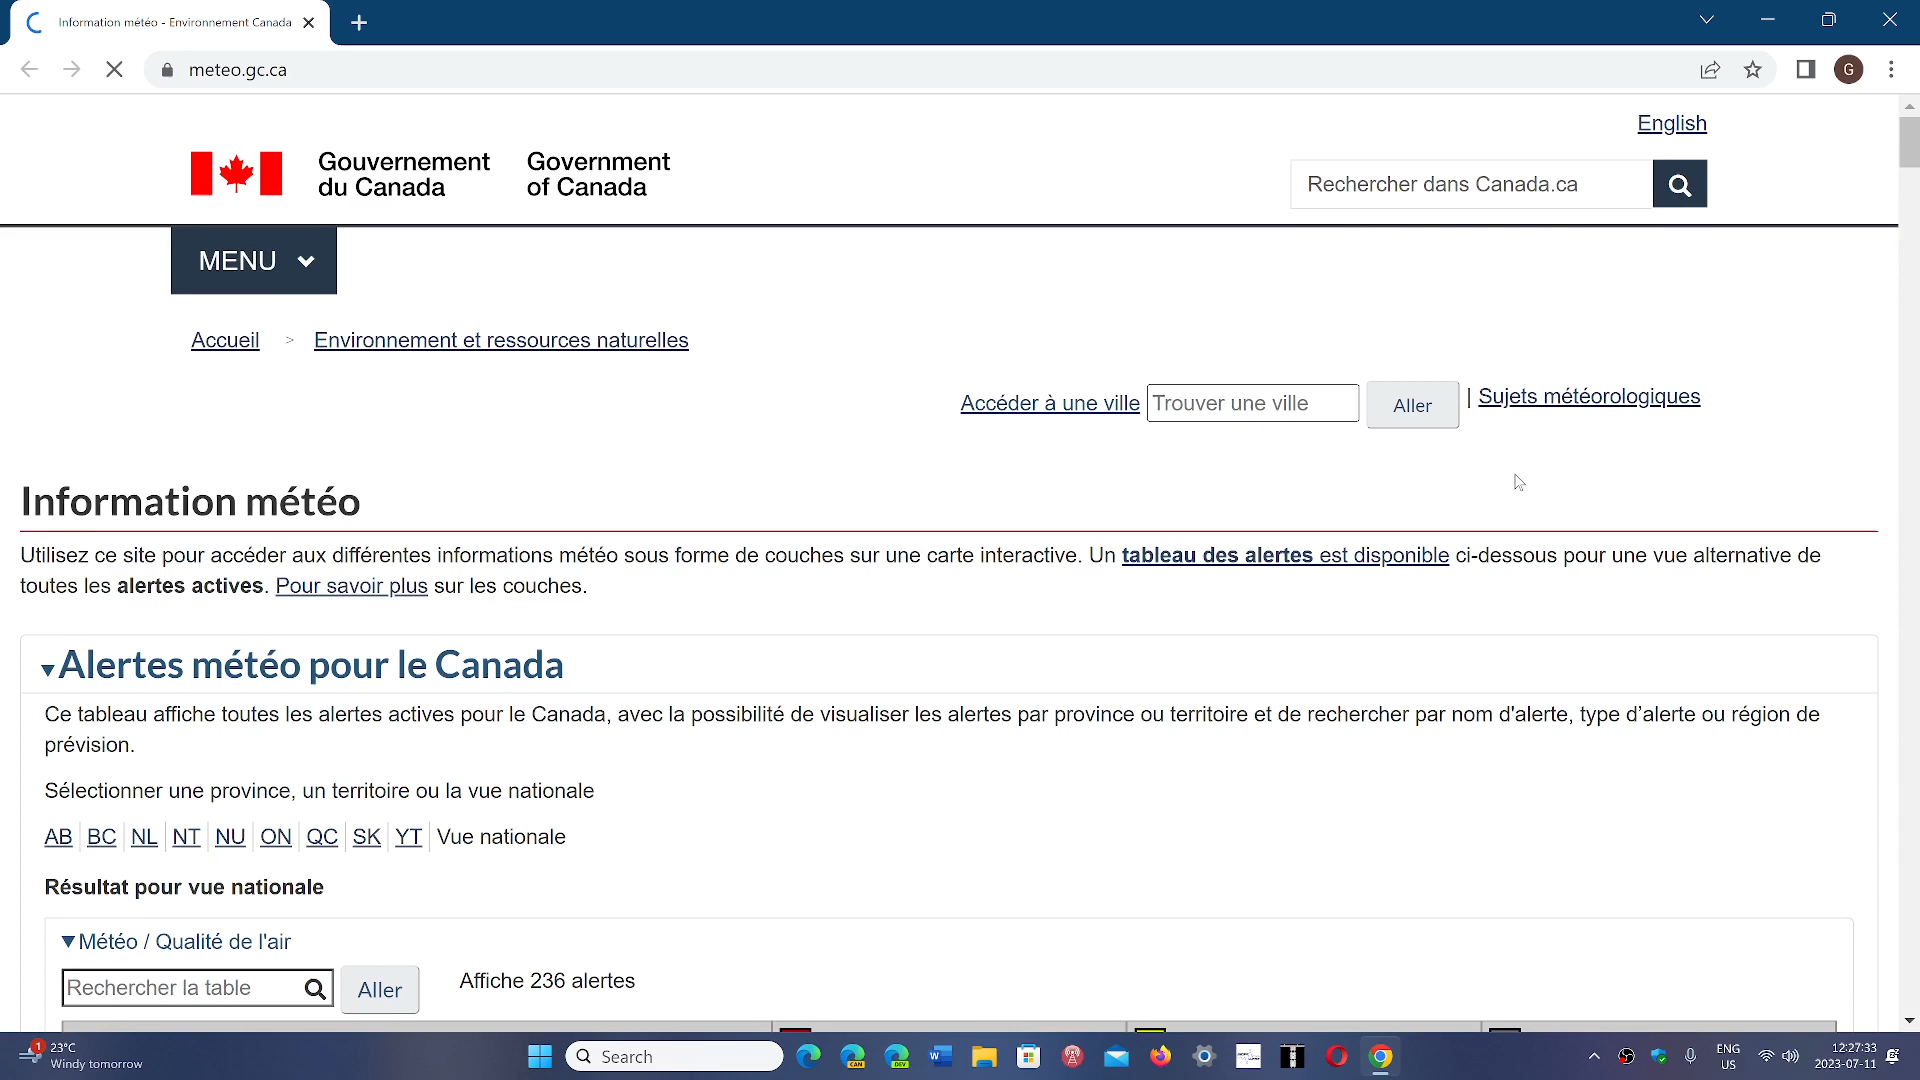 Information météo - Environnement Canada
meteo.gc.ca
G
English
Gouvernement du Canada
Government of Canada
Rechercher dans Canada.ca
MENU
Accueil > Environnement et ressources naturelles
Accéder à une ville Trouver une ville Aller | Sujets météorologiques
Information météo
Utilisez ce site pour accéder aux différentes informations météo sous forme de couches sur une carte interactive. Un tableau des alertes est disponible ci-dessous pour une vue alternative de
toutes les alertes actives. Pour savoir plus sur les couches.
Alertes météo pour le Canada
Ce tableau affiche toutes les alertes actives pour le Canada, avec la possibilité de visualiser les alertes par province ou territoire et de rechercher par nom d'alerte, type d’alerte ou région de
prévision.
Sélectionner une province, un territoire ou la vue nationale
AB BC NL NT NU ON QC SK YT Vue nationale
Résultat pour vue nationale
Météo / Qualité de l'air
Rechercher la table Aller Affiche 236 alertes
1
23°C
Windy tomorrow
Search
CAN
DEV
W
ENG
US
12:27:33
2023-07-11